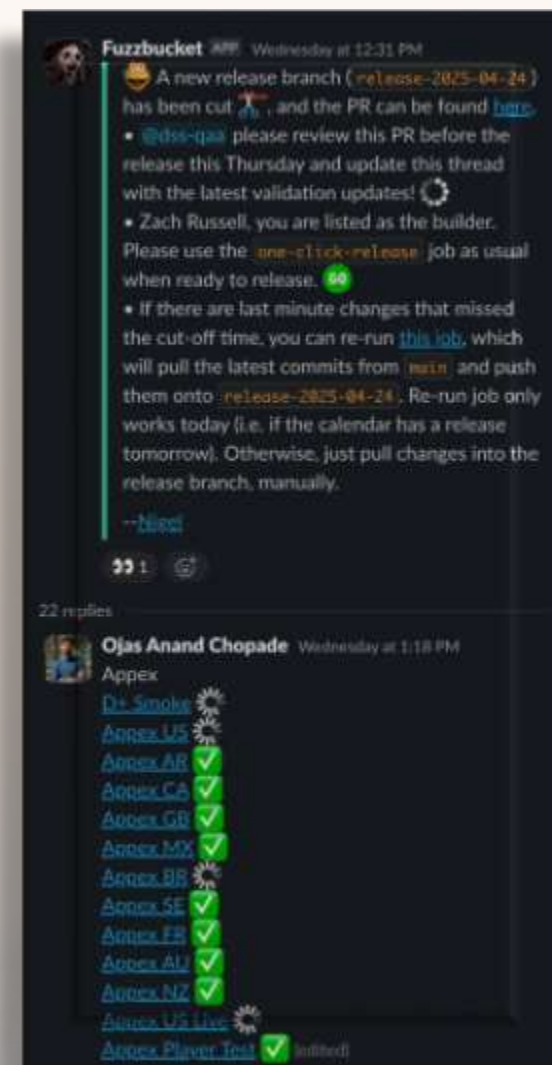 Fuzzbucket APP Wednesday at 12:31 PM
A new release branch (release-2025-04-24)
has been cut, and the PR can be found here.
• @dss-qaa please review this PR before the
release this Thursday and update this thread
with the latest validation updates!
• Zach Russell, you are listed as the builder.
Please use the one-click-release job as usual
when ready to release. GO
• If there are last minute changes that missed
the cut-off time, you can re-run this job, which
will pull the latest commits from main and push
them onto release-2025-04-24. Re-run job only
works today (i.e. if the calendar has a release
tomorrow). Otherwise, just pull changes into the
release branch, manually.
--Nigel
1
22 replies
Ojas Anand Chopade Wednesday at 1:18 PM
Appex
D+ Smoke
Appex US
Appex AR
Appex CA
Appex GB
Appex MX
Appex BR
Appex SE
Appex FR
Appex AU
Appex NZ
Appex US Live
Appex Player Test (edited)